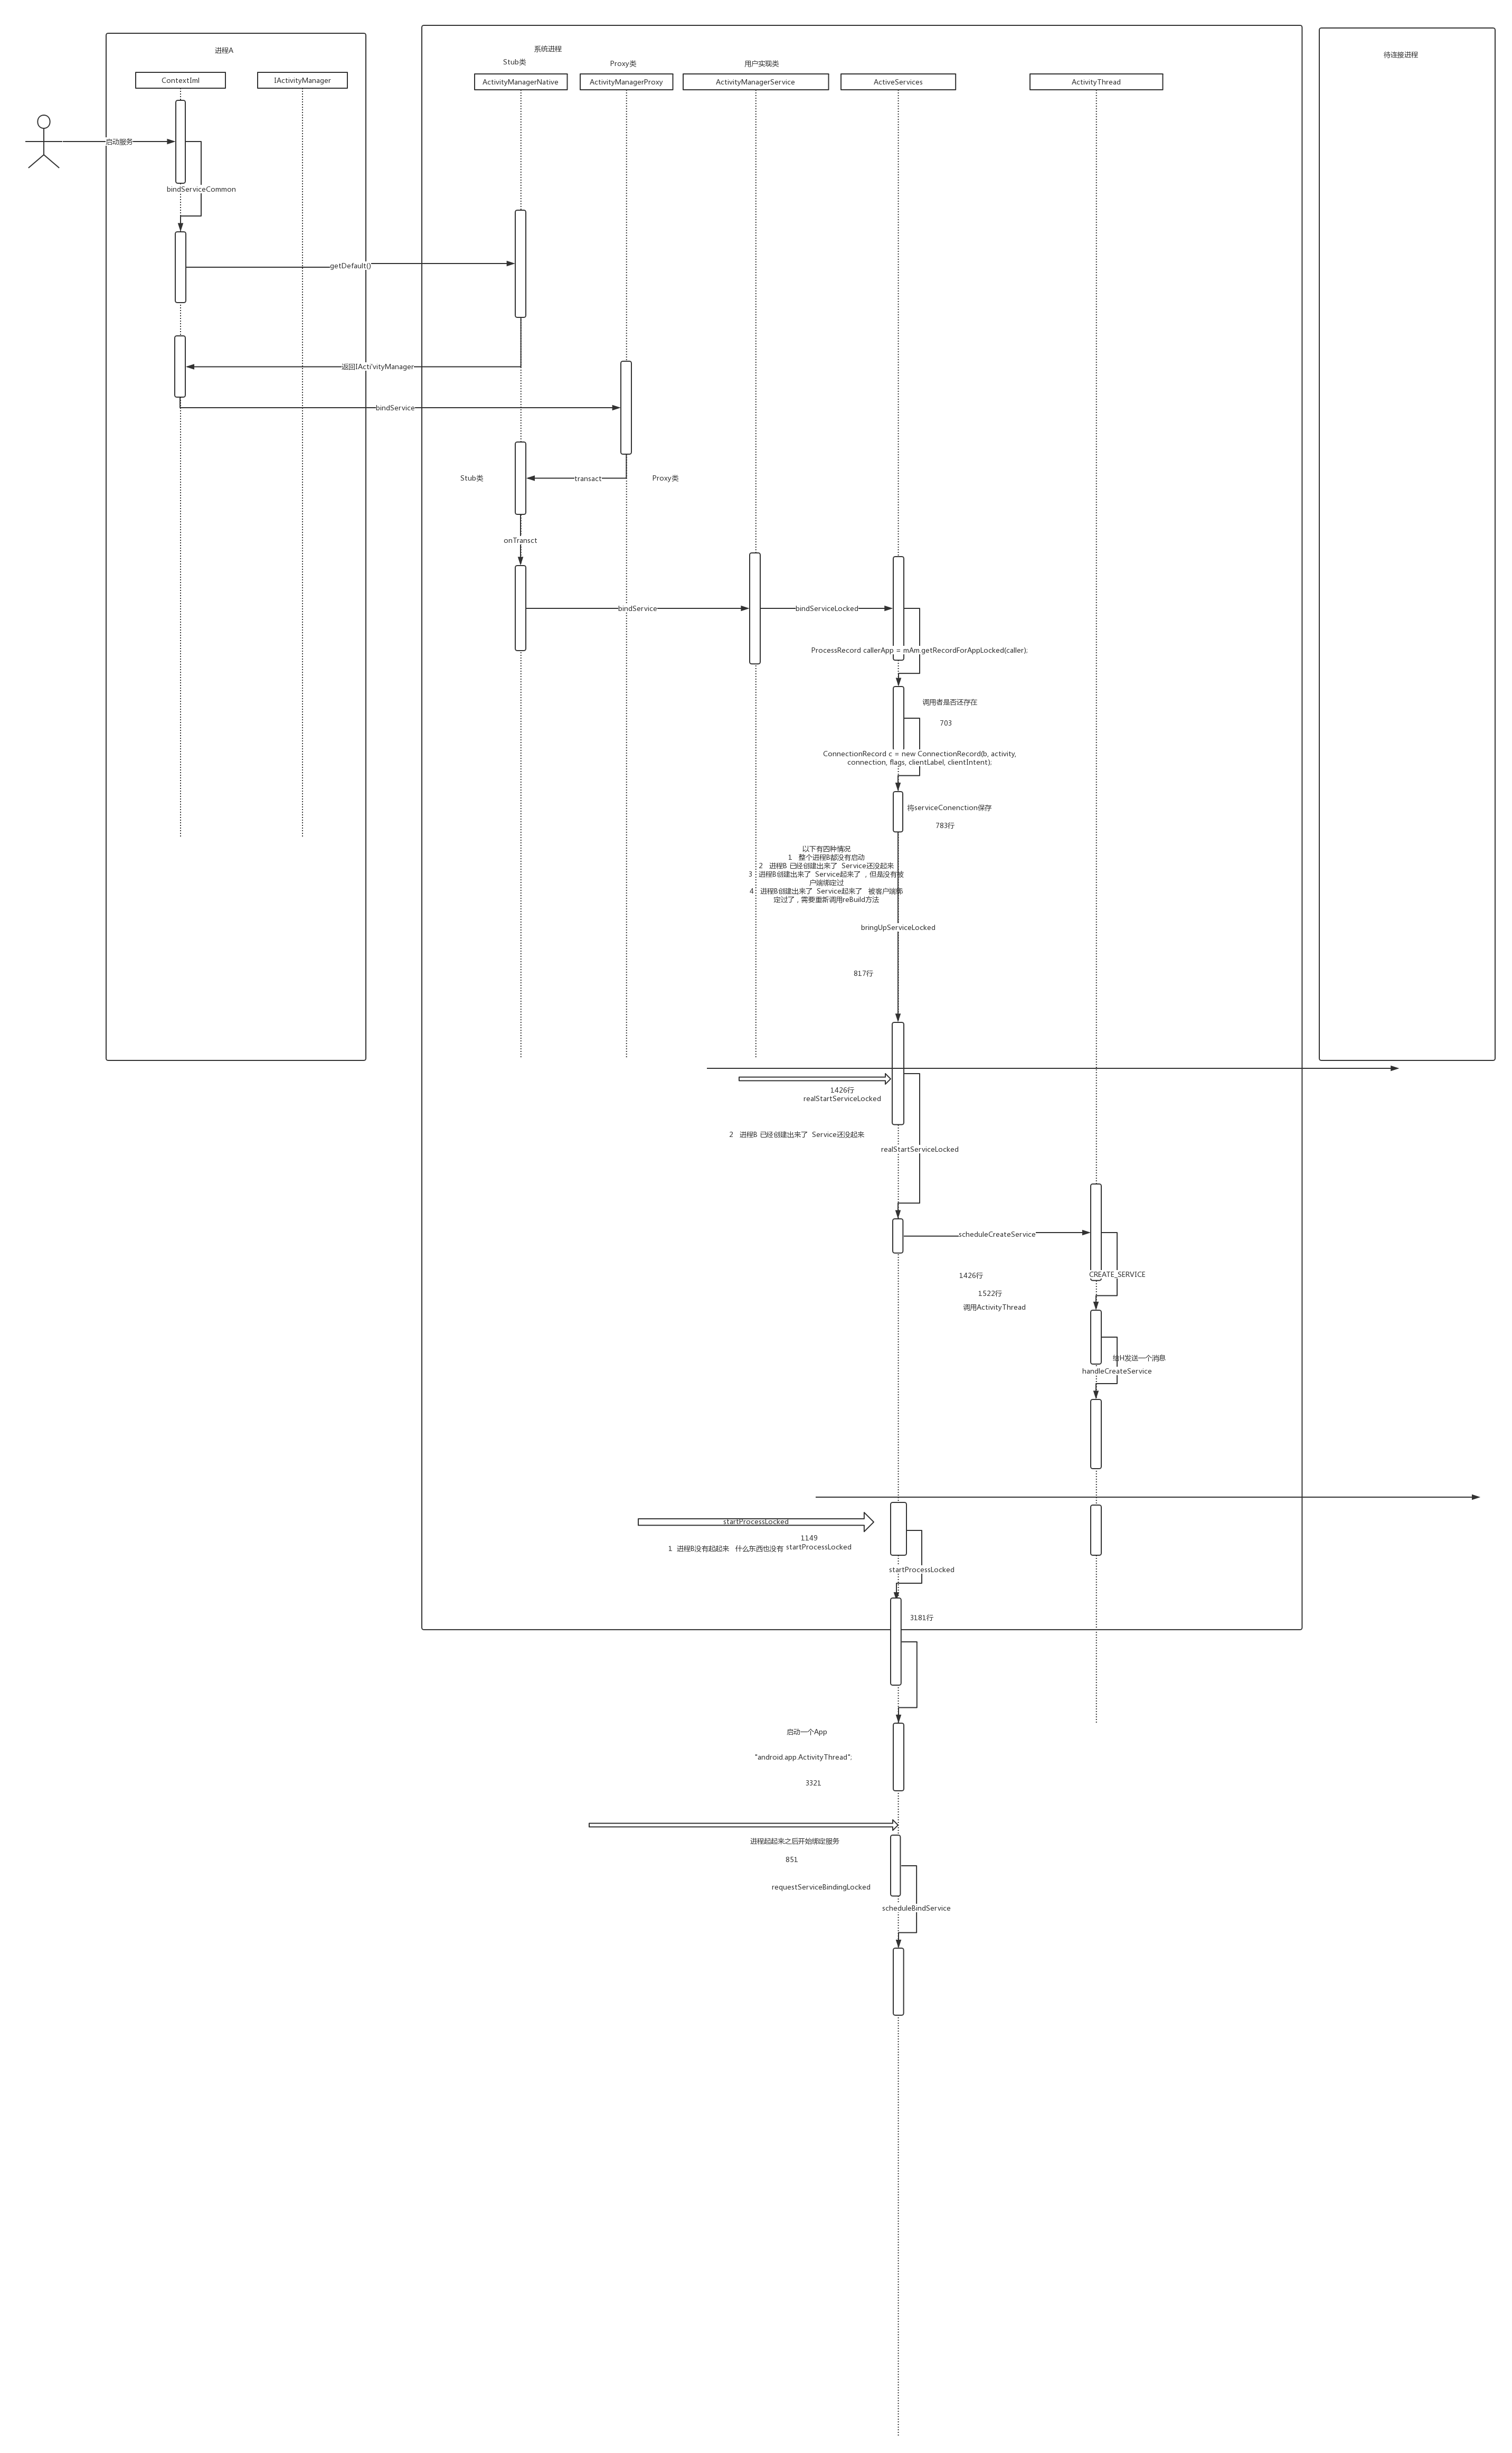 进程A
系统进程
待连接进程
Stub类
Proxy类
用户实现类
ContextIml
IActivityManager
ActivityManagerNative
ActivityManagerProxy
ActivityManagerService
ActiveServices
ActivityThread
启动服务
bindServiceCommon
getDefault()
返回IActivityManager
bindService
Stub类
transact
Proxy类
onTransct
bindService
bindServiceLocked
ProcessRecord callerApp = mAm.getRecordForAppLocked(caller);
调用者是否还存在
703
ConnectionRecord c = new ConnectionRecord(b, activity,
connection, flags, clientLabel, clientIntent);
将serviceConenction保存
783行
以下有四种情况
1 整个进程B都没有启动
2 进程B 已经创建出来了 Service还没起来
3 进程B创建出来了 Service起来了 ，但是没有被
户端绑定过
4 进程B创建出来了 Service起来了 被客户端绑
定过了，需要重新调用reBuild方法
bringUpServiceLocked
817行
1426行
realStartServiceLocked
2 进程B 已经创建出来了 Service还没起来
realStartServiceLocked
scheduleCreateService
1426行
CREATE_SERVICE
1522行
调用ActivityThread
给H发送一个消息
handleCreateService
startProcessLocked
1149
1 进程B没有起起来 什么东西也没有
startProcessLocked
startProcessLocked
3181行
启动一个App
"android.app.ActivityThread";
3321
进程起起来之后开始绑定服务
851
requestServiceBindingLocked
scheduleBindService